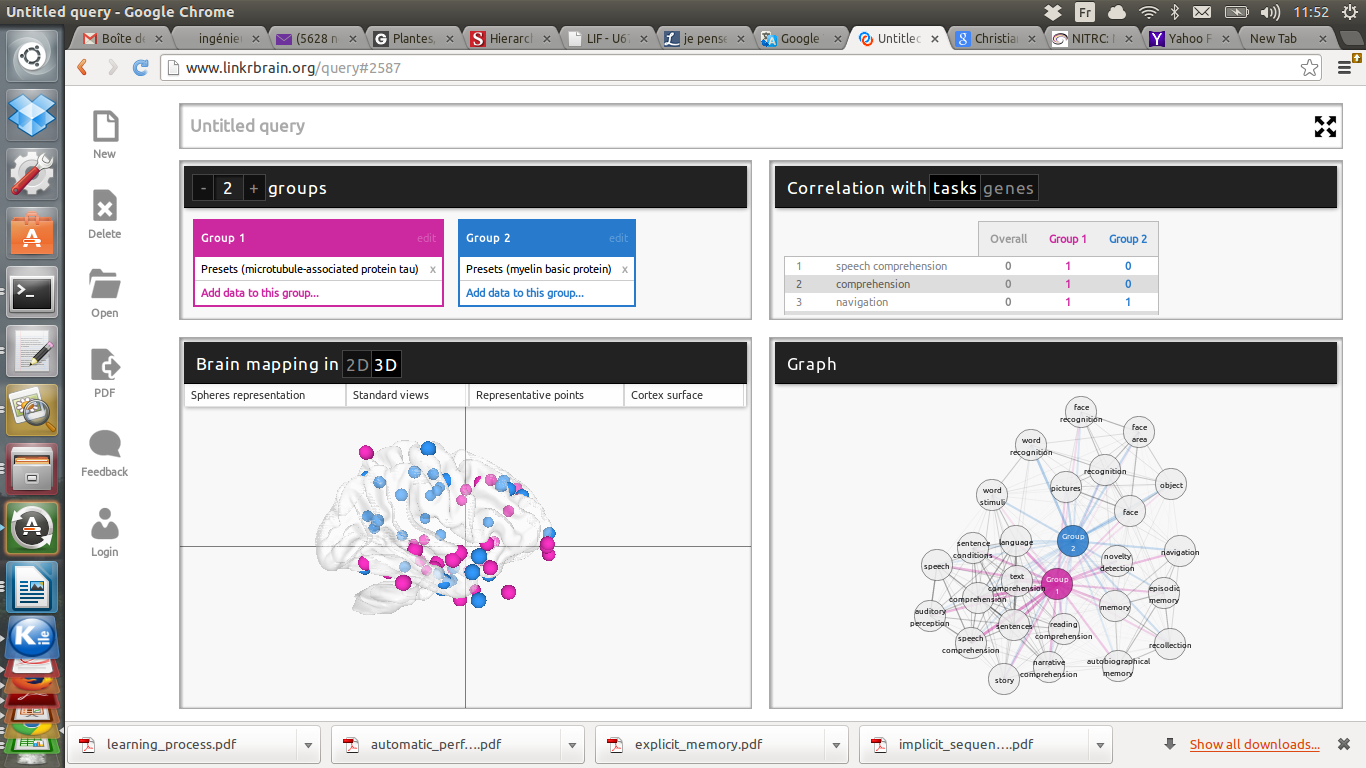 Untitled query - Google Chrome
Fr
11:52
Boîte de
ingénie
(5628 n
Plantes,
Hierarch
LIF - U6
je pense
Google
Untitled
Christia
NITRC:
Yahoo F
New Tab
www.linkrbrain.org/query#2587
New
Delete
Open
PDF
Feedback
Login
Untitled query
- 2 + groups
Group 1 edit
Presets (microtubule-associated protein tau) x
Add data to this group...
Group 2 edit
Presets (myelin basic protein) x
Add data to this group...
Correlation with tasks genes
Overall Group 1 Group 2
1 speech comprehension 0 1 0
2 comprehension 0 1 0
3 navigation 0 1 1
Brain mapping in 2D 3D
Spheres representation
Standard views
Representative points
Cortex surface
Graph
face
recognition
face
area
word
recognition
recognition
pictures
object
word
stimuli
face
Group
2
language
sentence
conditions
novelty
detection
navigation
speech
text
comprehension
Group
1
episodic
memory
comprehension
memory
auditory
perception
sentences
reading
comprehension
speech
comprehension
recollection
narrative
comprehension
autobiographical
memory
story
learning_process.pdf
automatic_perf....pdf
explicit_memory.pdf
implicit_sequen....pdf
Show all downloads...